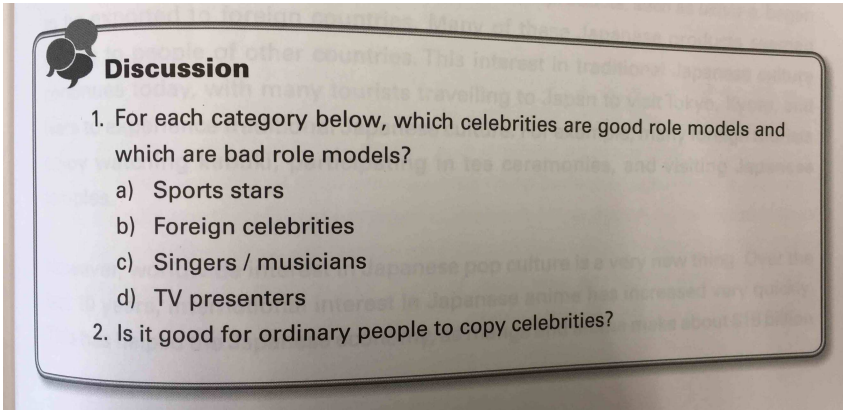 Discussion
1. For each category below, which celebrities are good role models and
which are bad role models?
a) Sports stars
b) Foreign celebrities
c) Singers / musicians
d) TV presenters
2. Is it good for ordinary people to copy celebrities?